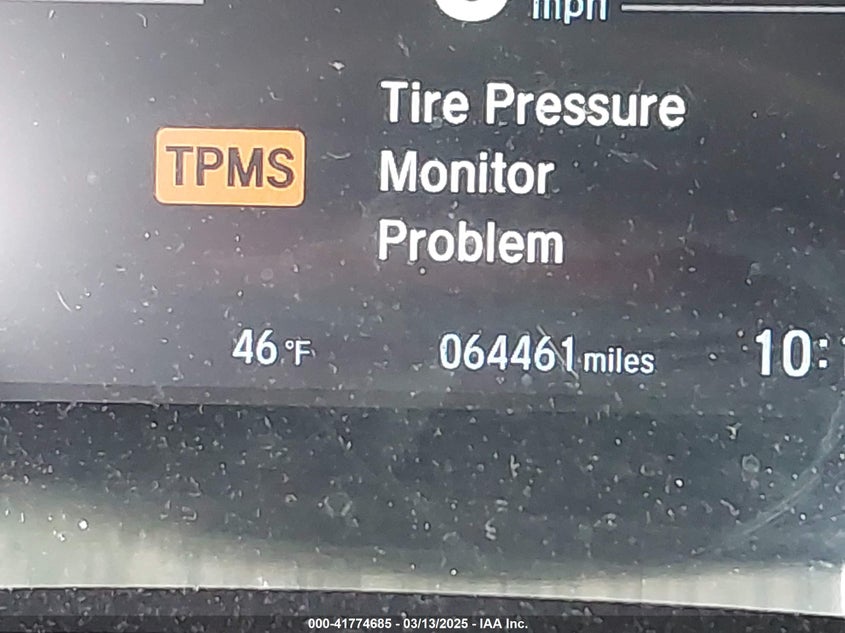 mph
Tire Pressure
TPMS
Monitor
Problem
46 °F 064461 miles 10:
000-41774685 - 03/13/2025 - IAA Inc.